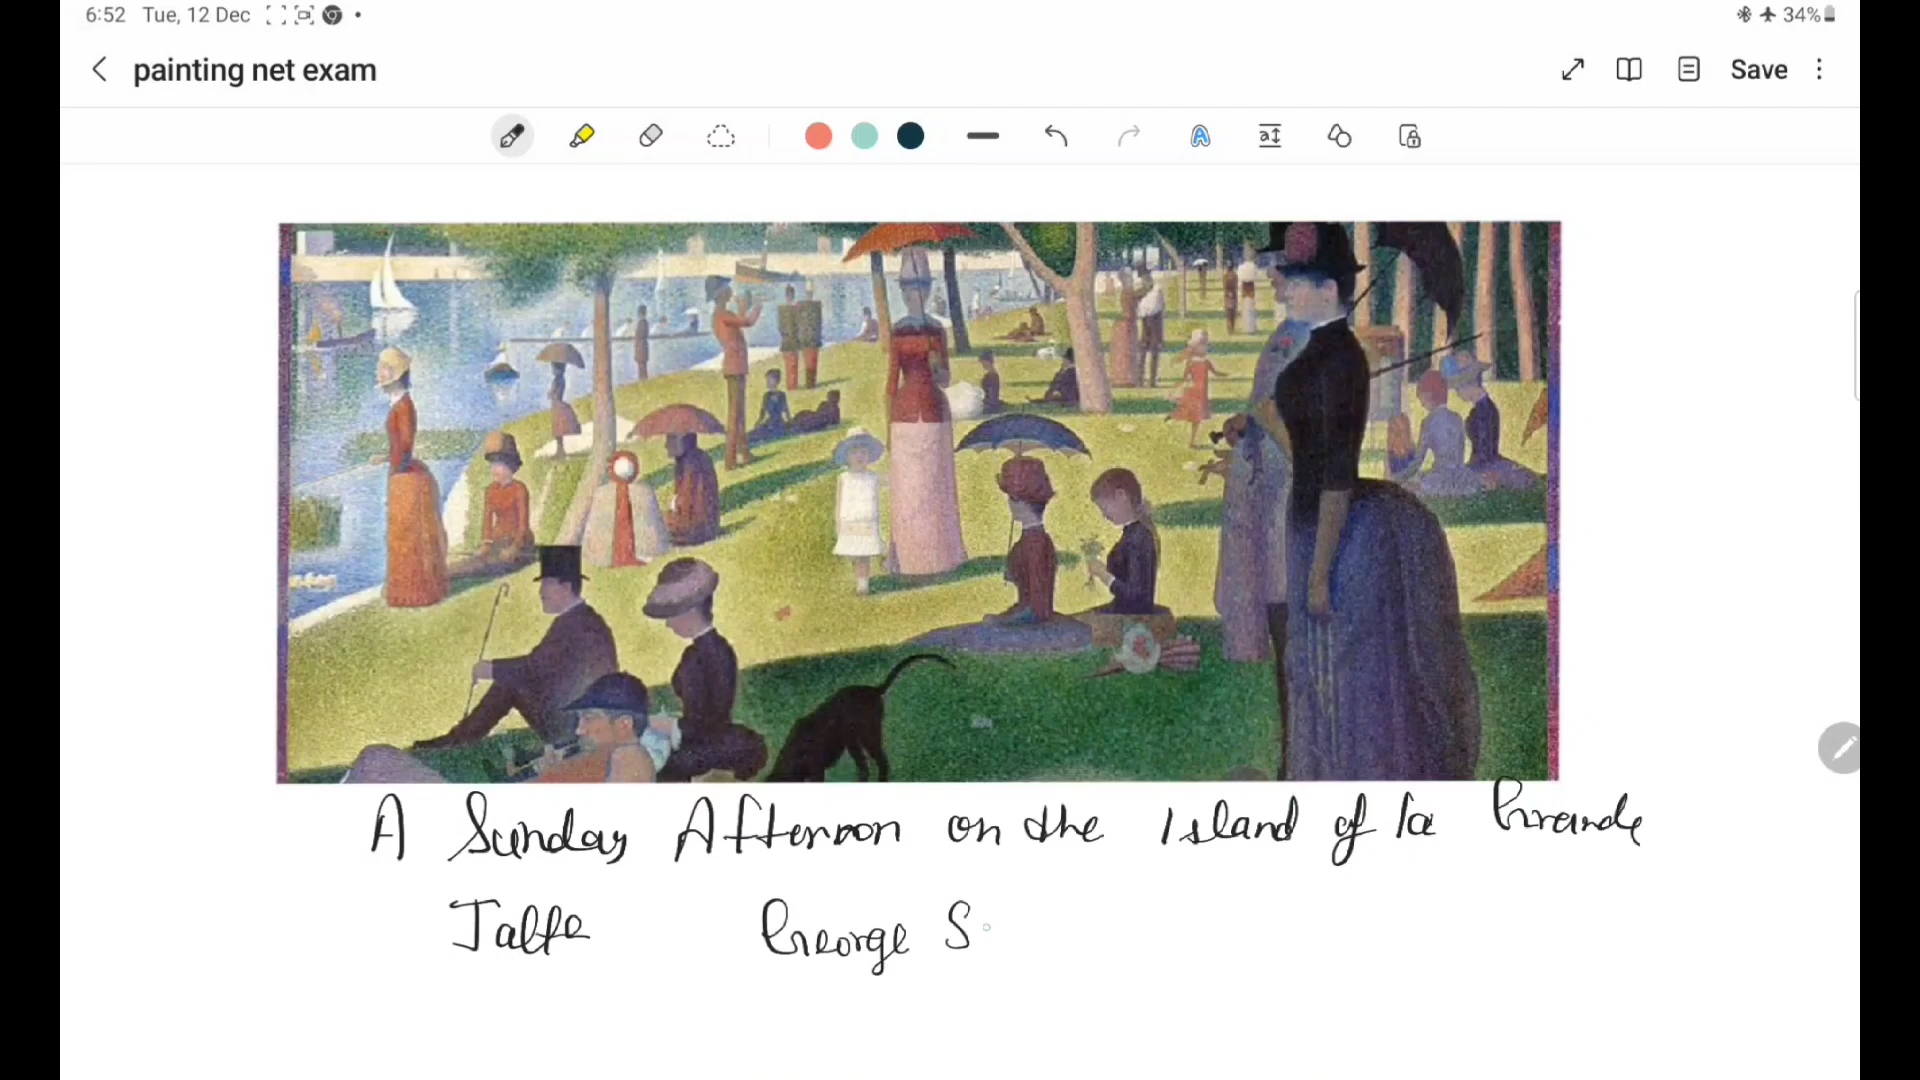 6:52 Tue, 12 Dec 34%
painting net exam Save
A Sunday Afternoon on the Island of la Grande
Jatte George S